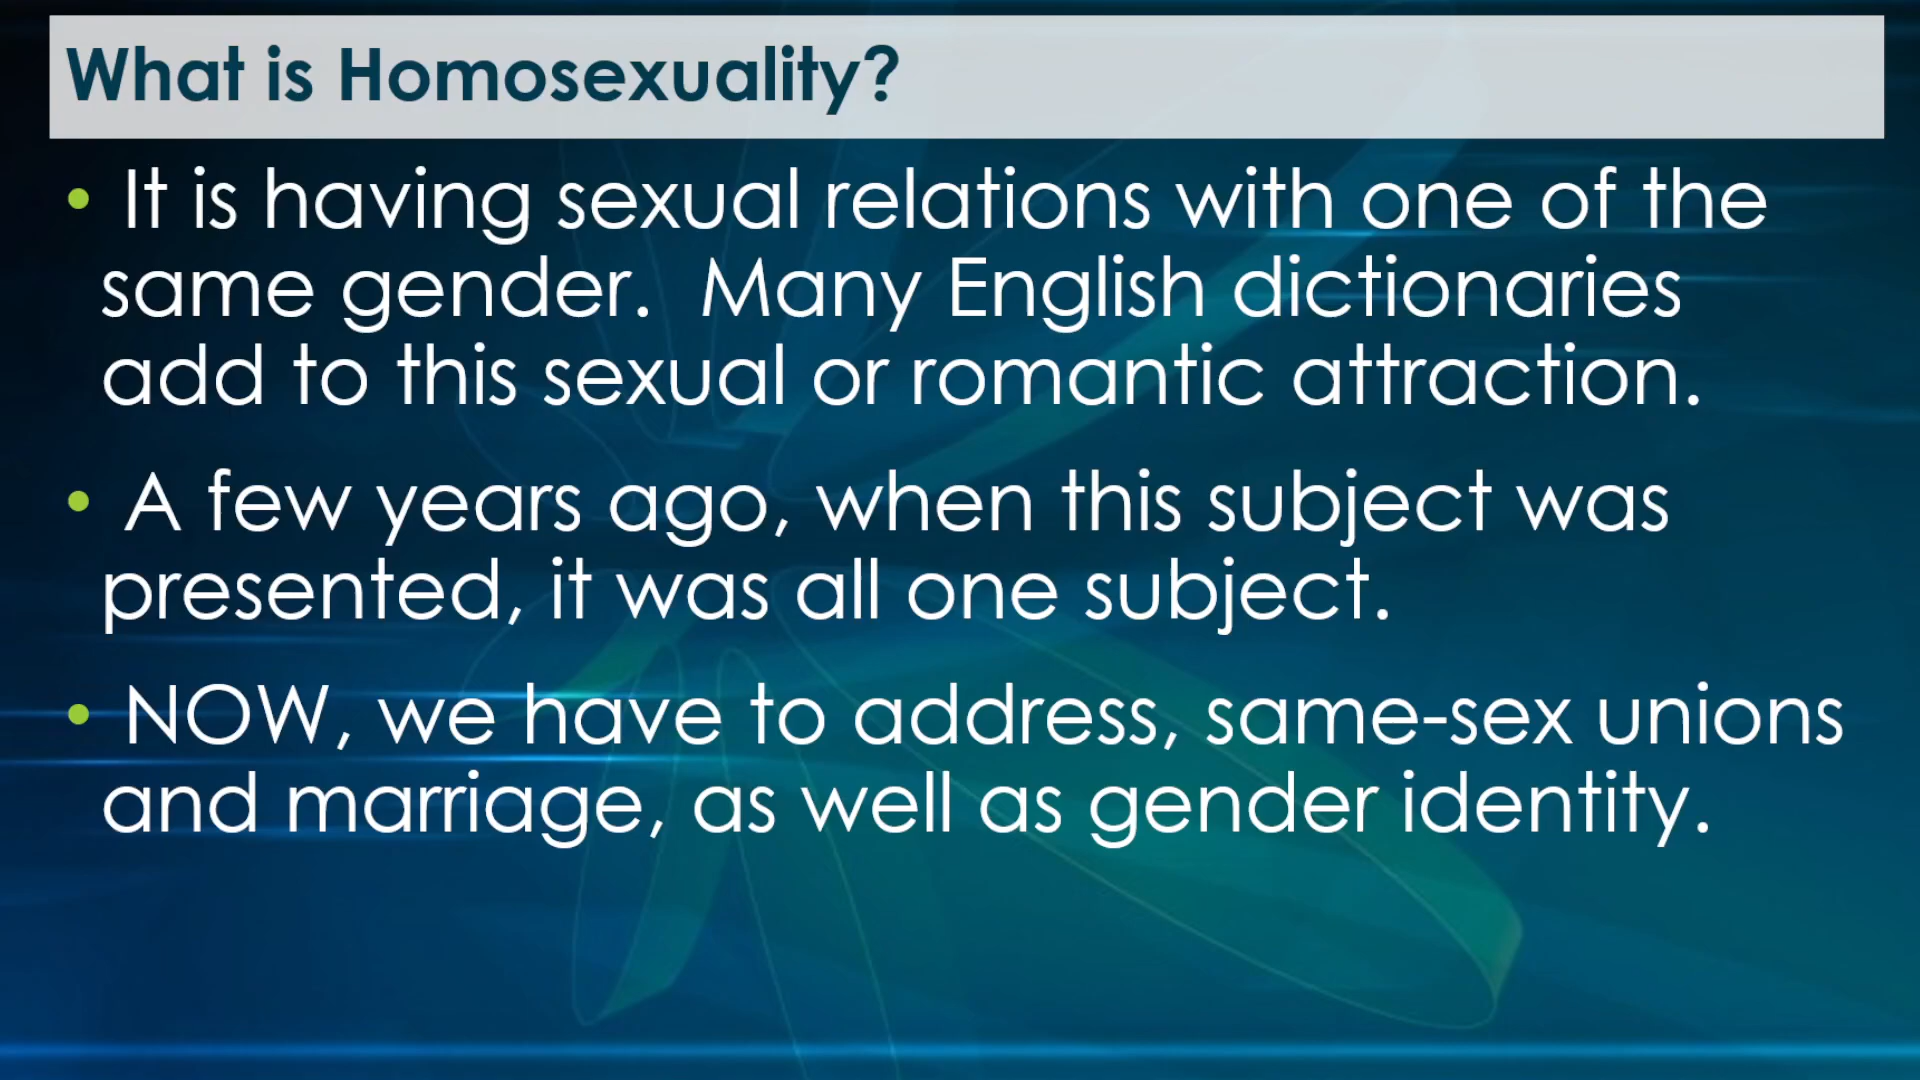 What is Homosexuality?
• It is having sexual relations with one of the
same gender.  Many English dictionaries
add to this sexual or romantic attraction.
• A few years ago, when this subject was
presented, it was all one subject.
• NOW, we have to address, same-sex unions
and marriage, as well as gender identity.